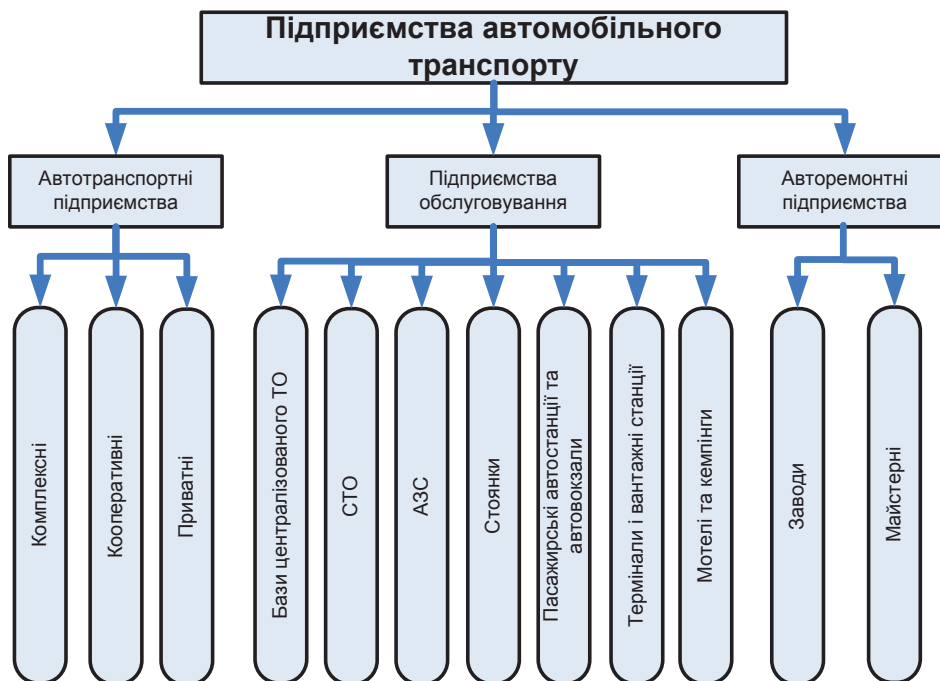 Підприємства автомобільного
транспорту
Автотранспортні
підприємства
Підприємства
обслуговування
Авторемонтні
підприємства
Комплексні
Кооперативні
Приватні
Бази централізованого ТО
СТО
АЗС
Стоянки
Пасажирські автостанції та
автовокзали
Термінали і вантажні станції
Мотелі та кемпінги
Заводи
Майстерні